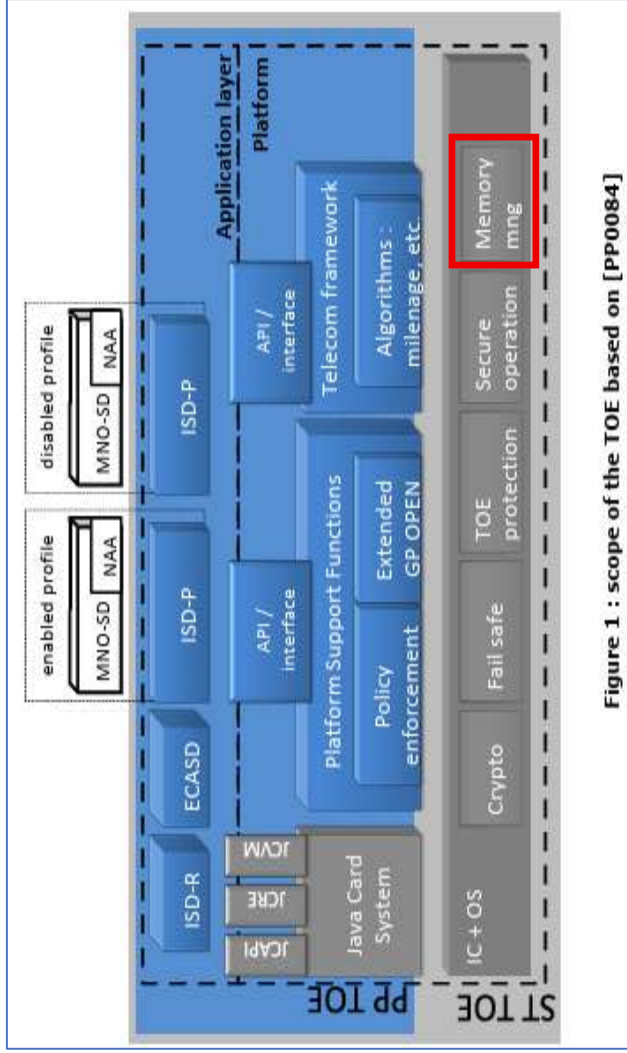 enabled profile
disabled profile
MNO-SD
NAA
MNO-SD
NAA
ISD-R
ECASD
ISD-P
ISD-P
Application layer
Platform
JCAPI
JCRE
JCVM
API /
interface
API /
interface
Java Card
System
Platform Support Functions
Policy
enforcement
Extended
GP OPEN
Telecom framework
Algorithms :
milenage, etc.
PP TOE
IC + OS
Crypto
Fail safe
TOE
protection
Secure
operation
Memory
mng
ST TOE
Figure 1 : scope of the TOE based on [PP0084]